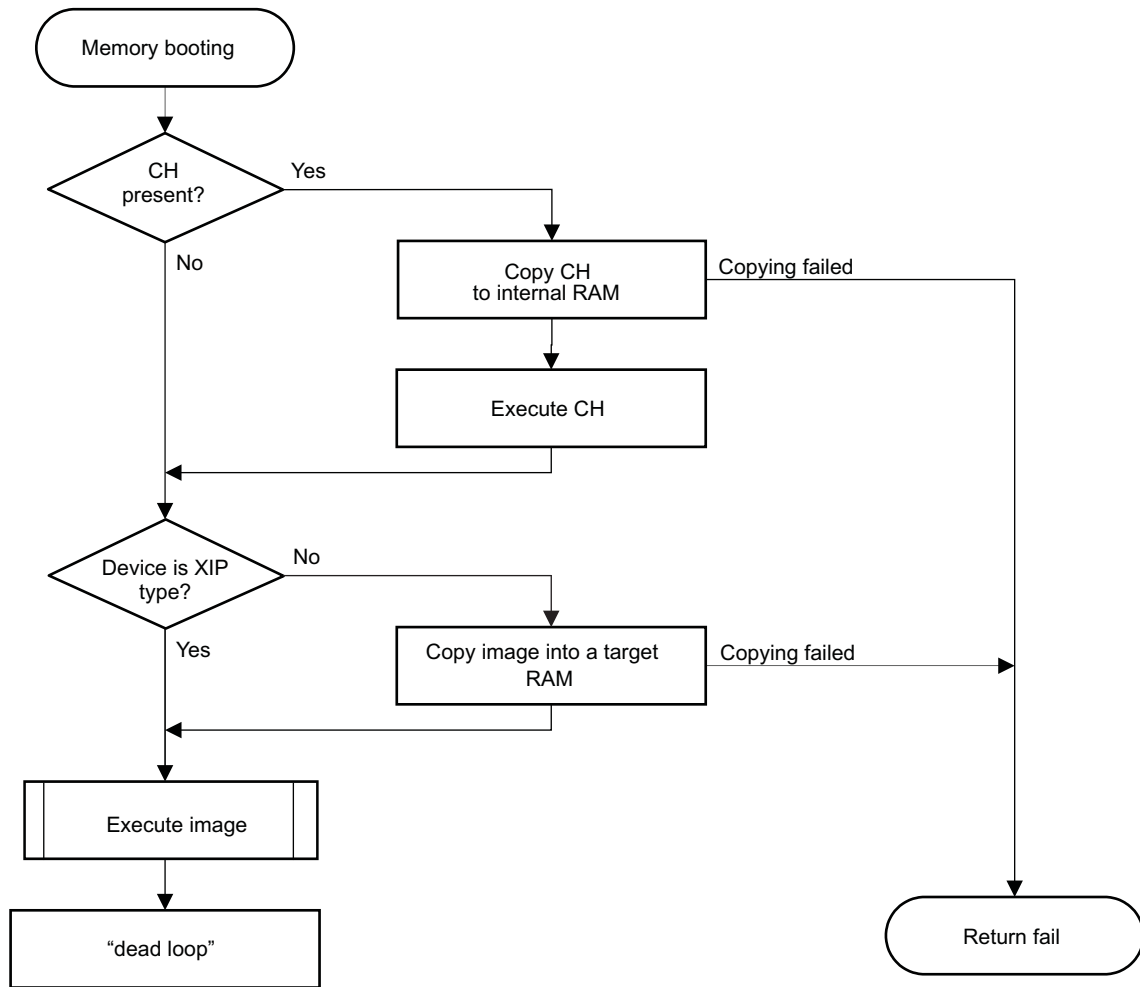 Memory booting
CH
present?
Yes
No
Copy CH
to internal RAM
Copying failed
Execute CH
Device is XIP
type?
No
Yes
Copy image into a target
RAM
Copying failed
Execute image
“dead loop”
Return fail